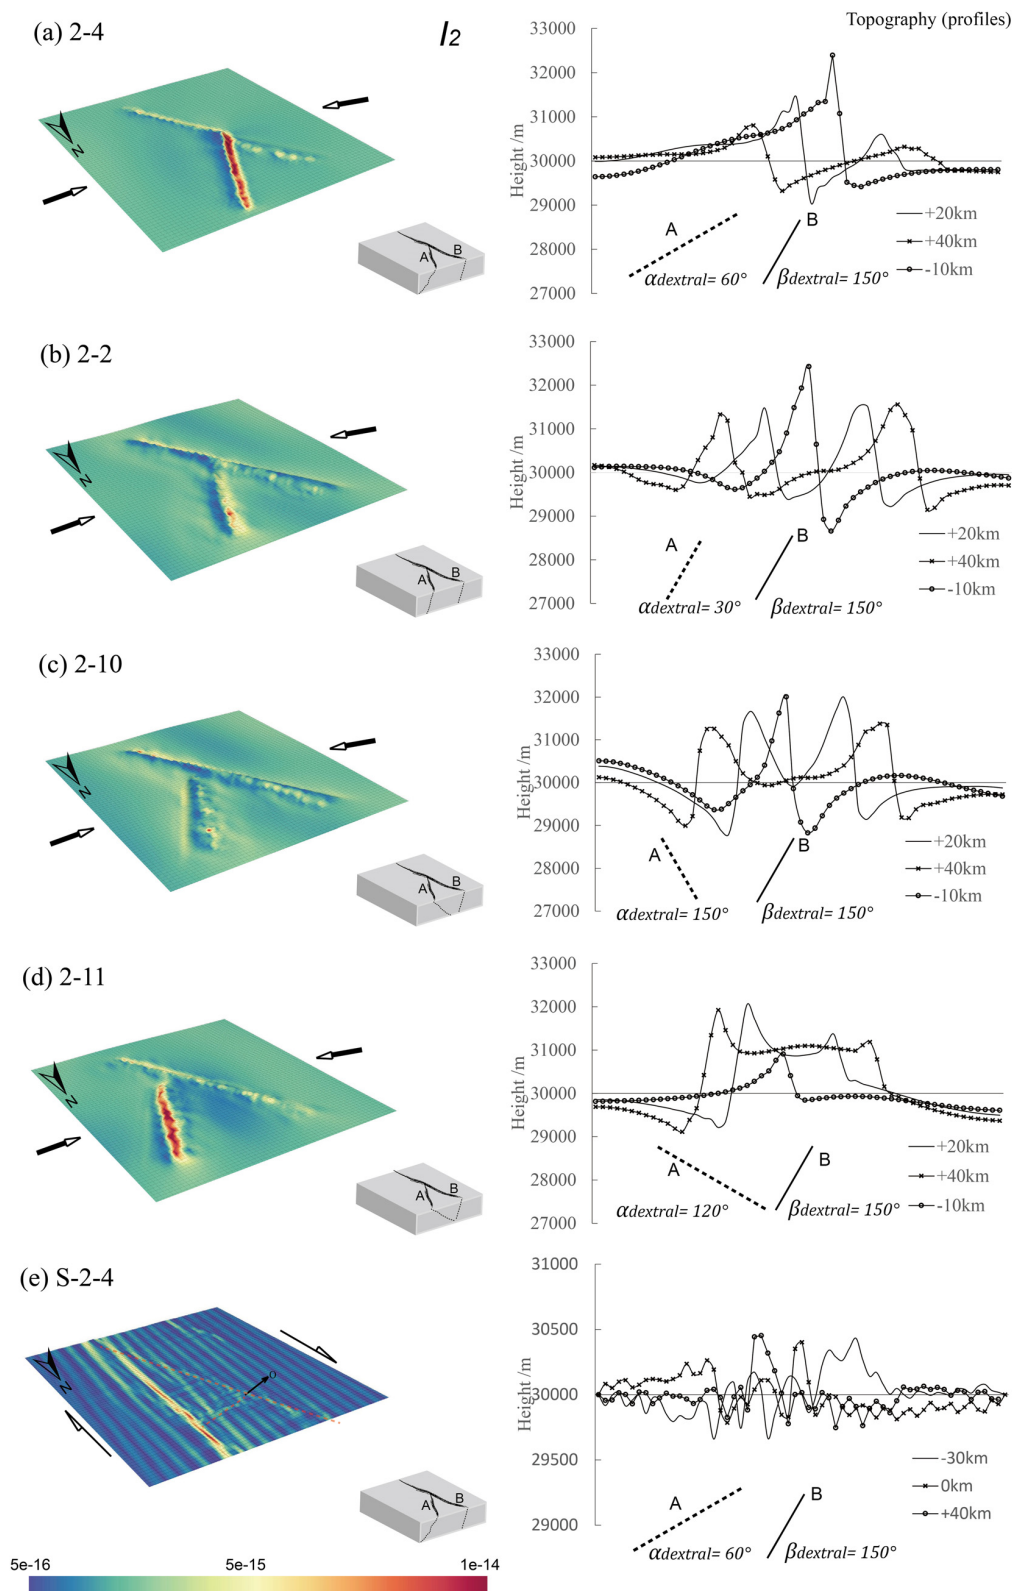 (a) 2-4
I2
Topography (profiles)
33000
32000
31000
30000
29000
28000
27000
Height /m
N
A
B
A
B
αdextral= 60°
βdextral= 150°
+20km
+40km
-10km
(b) 2-2
33000
32000
31000
30000
29000
28000
27000
Height /m
N
A
B
A
B
αdextral= 30°
βdextral= 150°
+20km
+40km
-10km
(c) 2-10
33000
32000
31000
30000
29000
28000
27000
Height /m
N
A
B
A
B
αdextral= 150°
βdextral= 150°
+20km
+40km
-10km
(d) 2-11
33000
32000
31000
30000
29000
28000
27000
Height /m
N
A
B
A
B
αdextral= 120°
βdextral= 150°
+20km
+40km
-10km
(e) S-2-4
31000
30500
30000
29500
29000
Height /m
N
O
A
B
A
B
αdextral= 60°
βdextral= 150°
-30km
0km
+40km
5e-16
5e-15
1e-14